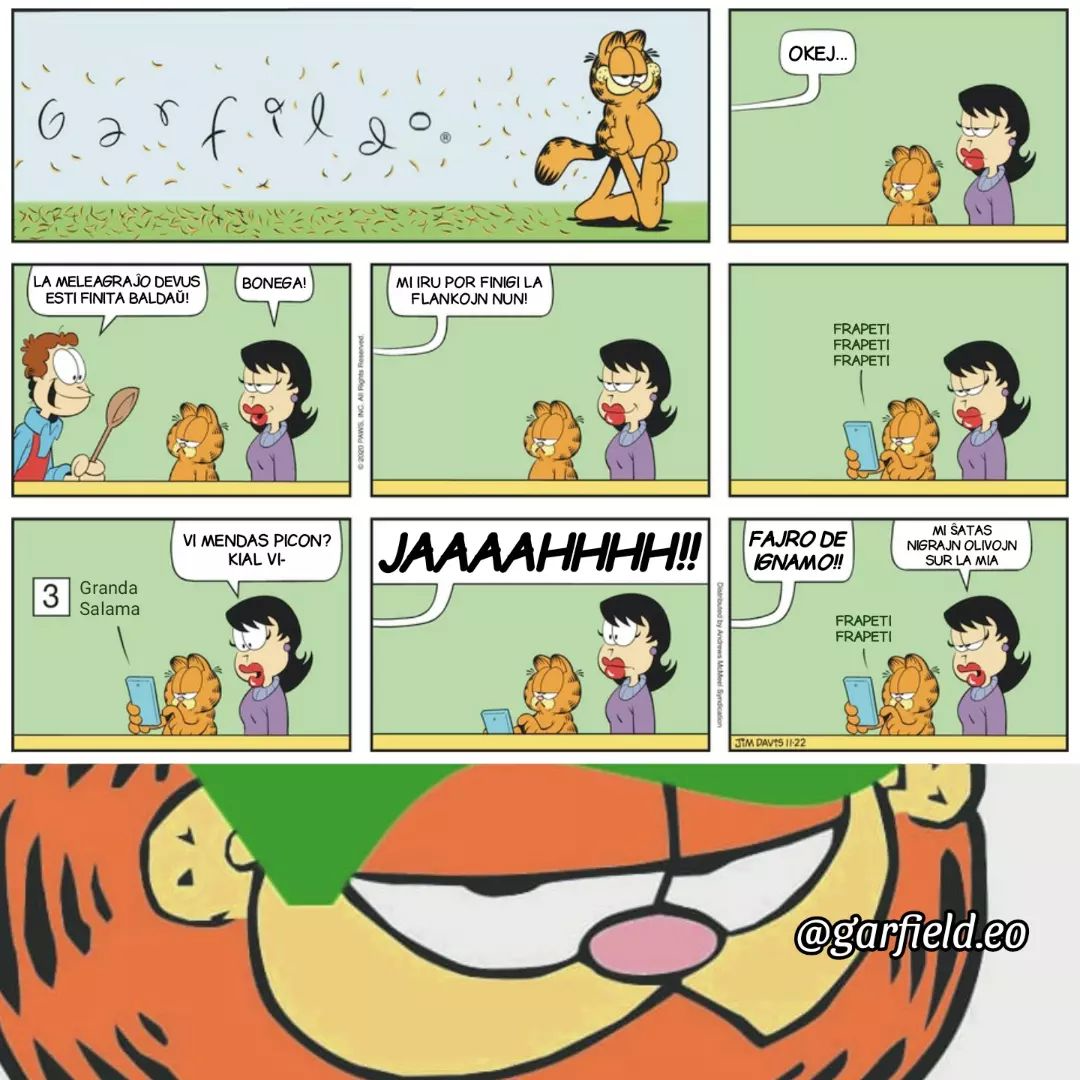 Garfildo®
OKEJ...
LA MELEAGRAĴO DEVUS
ESTI FINITA BALDAŬ!
BONEGA!
© 2020 PAWS, INC. All Rights Reserved.
MI IRU POR FINIGI LA
FLANKOJN NUN!
FRAPETI
FRAPETI
FRAPETI
3
Granda
Salama
VI MENDAS PICON?
KIAL VI-
JAAAAHHHH!!
Distributed by Andrews McMeel Syndication
FAJRO DE
IGNAMO!!
MI ŜATAS
NIGRAJN OLIVOJN
SUR LA MIA
FRAPETI
FRAPETI
JIM DAVIS 11·22
@garfield.eo